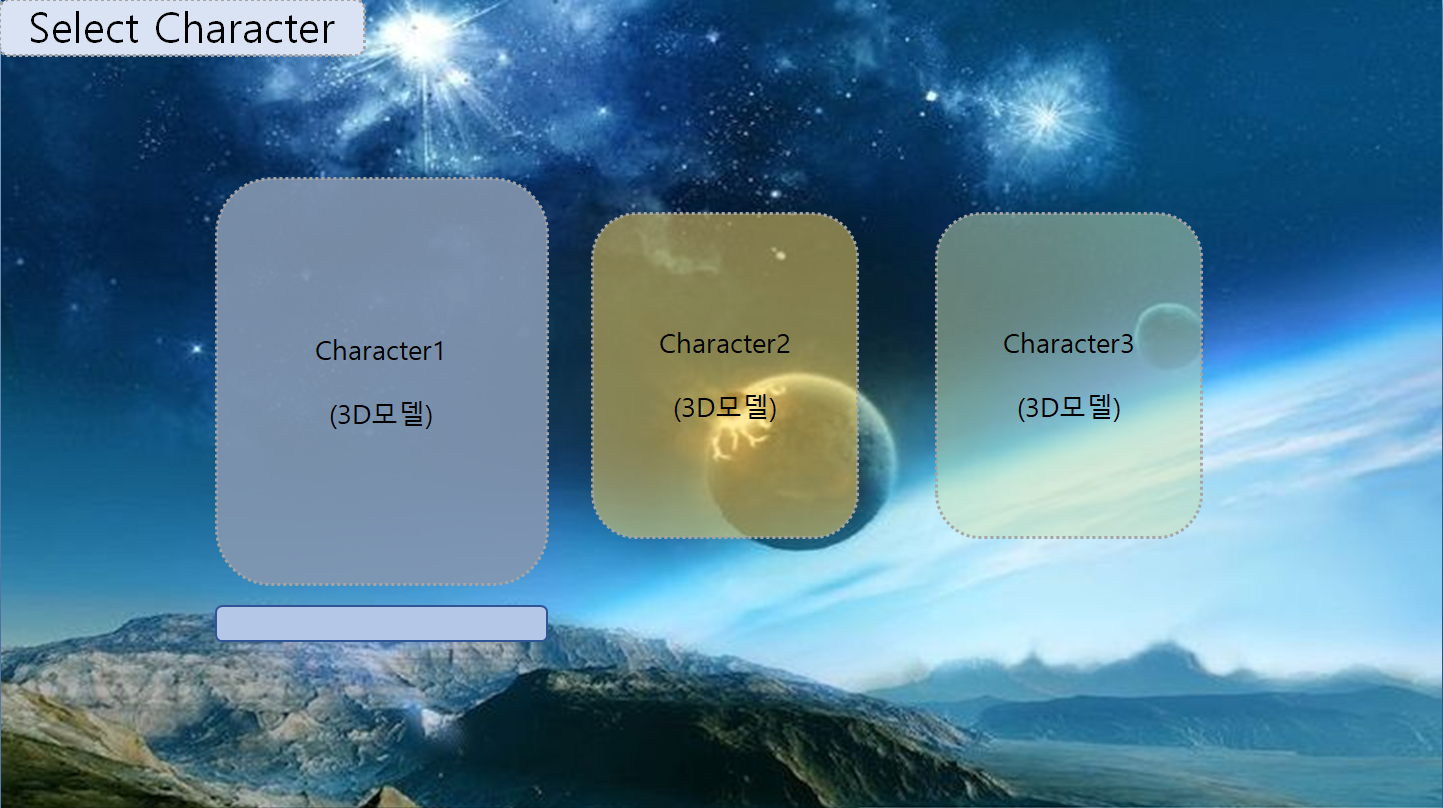 Select Character
Character1
(3D모델)
Character2
(3D모델)
Character3
(3D모델)